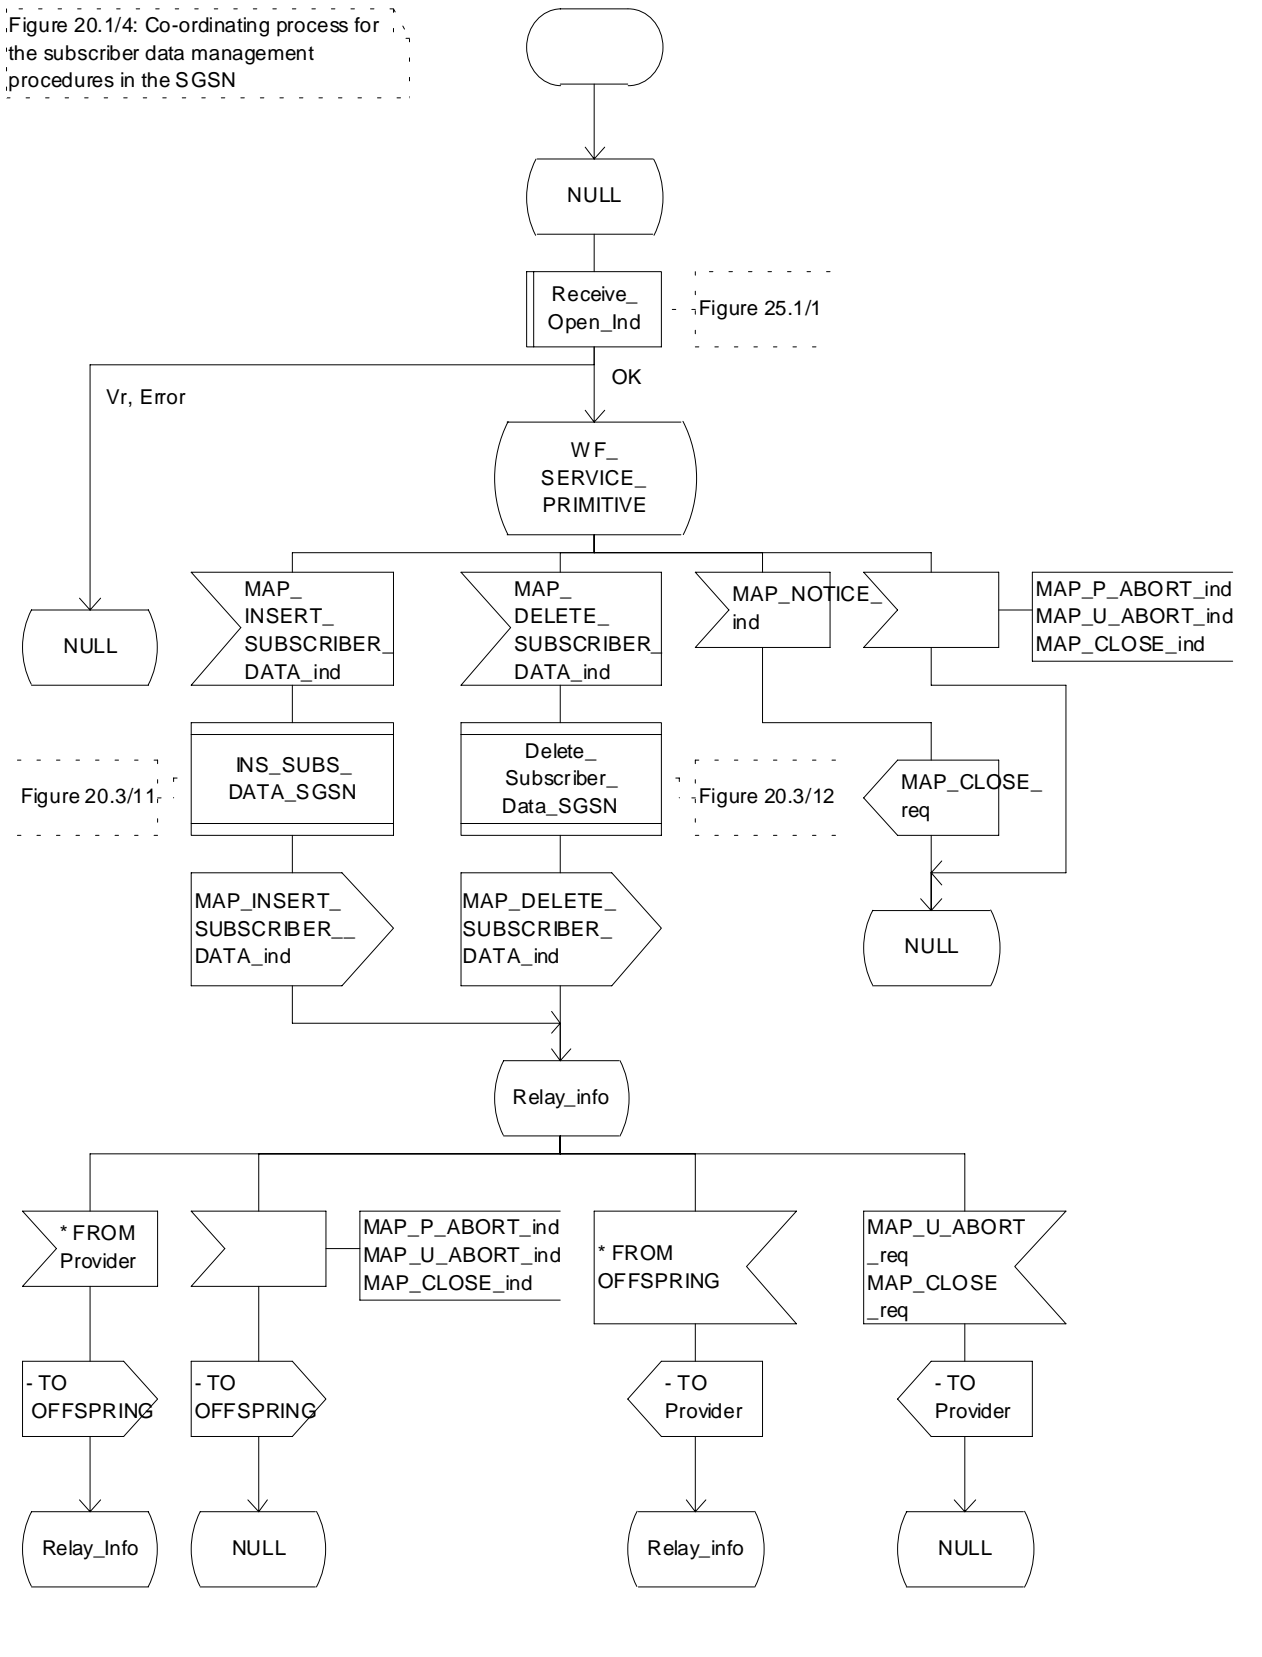 Figure 20.1/4: Co-ordinating process for
the subscriber data management
procedures in the SGSN
NULL
Receive_
Open_Ind
Figure 25.1/1
OK
Vr, Error
WF_
SERVICE_
PRIMITIVE
NULL
MAP_
INSERT_
SUBSCRIBER_
DATA_ind
MAP_
DELETE_
SUBSCRIBER_
DATA_ind
MAP_NOTICE_
ind
MAP_P_ABORT_ind
MAP_U_ABORT_ind
MAP_CLOSE_ind
Figure 20.3/11
INS_SUBS_
DATA_SGSN
Delete_
Subscriber_
Data_SGSN
Figure 20.3/12
MAP_CLOSE_
req
MAP_INSERT_
SUBSCRIBER__
DATA_ind
MAP_DELETE_
SUBSCRIBER_
DATA_ind
NULL
Relay_info
* FROM
Provider
MAP_P_ABORT_ind
MAP_U_ABORT_ind
MAP_CLOSE_ind
* FROM
OFFSPRING
MAP_U_ABORT
_req
MAP_CLOSE
_req
- TO
OFFSPRING
- TO
OFFSPRING
- TO
Provider
- TO
Provider
Relay_Info
NULL
Relay_info
NULL